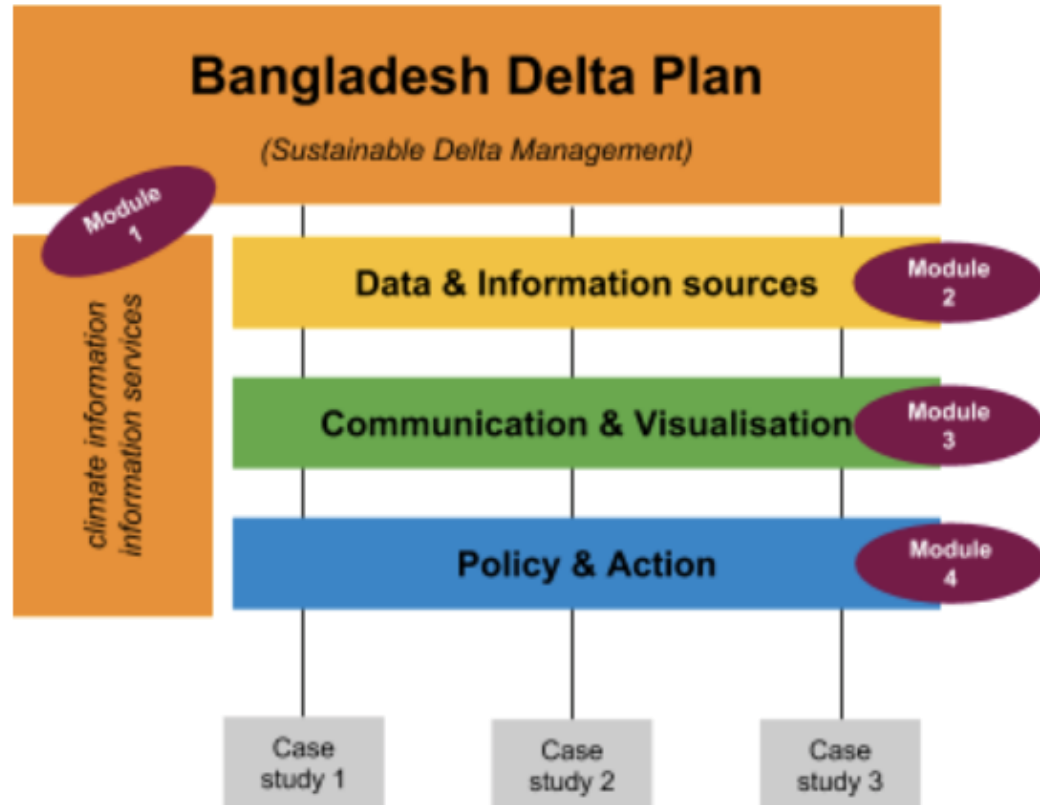 Bangladesh Delta Plan
(Sustainable Delta Management)
Module
1
climate information
information services
Data & Information sources
Module
2
Communication & Visualisation
Module
3
Policy & Action
Module
4
Case
study 1
Case
study 2
Case
study 3